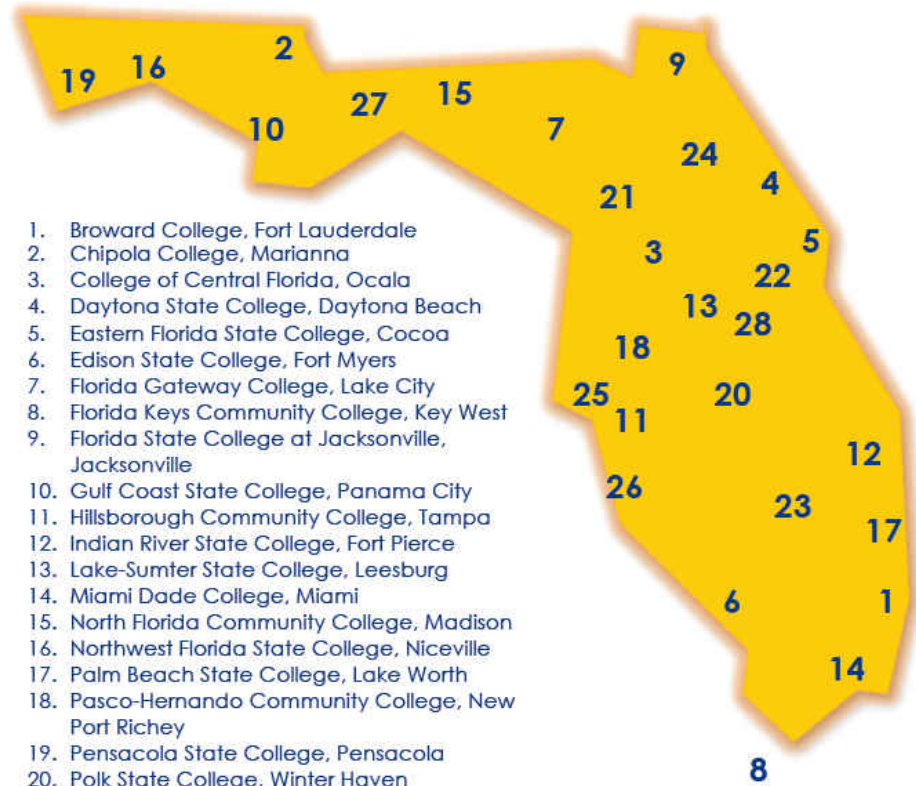 2
9
16
19
15
27
10
7
24
4
21
5
3
22
13
28
18
25
20
11
12
26
23
17
6
1
14
8
1. Broward College, Fort Lauderdale
2. Chipola College, Marianna
3. College of Central Florida, Ocala
4. Daytona State College, Daytona Beach
5. Eastern Florida State College, Cocoa
6. Edison State College, Fort Myers
7. Florida Gateway College, Lake City
8. Florida Keys Community College, Key West
9. Florida State College at Jacksonville,
Jacksonville
10. Gulf Coast State College, Panama City
11. Hillsborough Community College, Tampa
12. Indian River State College, Fort Pierce
13. Lake-Sumter State College, Leesburg
14. Miami Dade College, Miami
15. North Florida Community College, Madison
16. Northwest Florida State College, Niceville
17. Palm Beach State College, Lake Worth
18. Pasco-Hernando Community College, New
Port Richey
19. Pensacola State College, Pensacola
20. Polk State College, Winter Haven